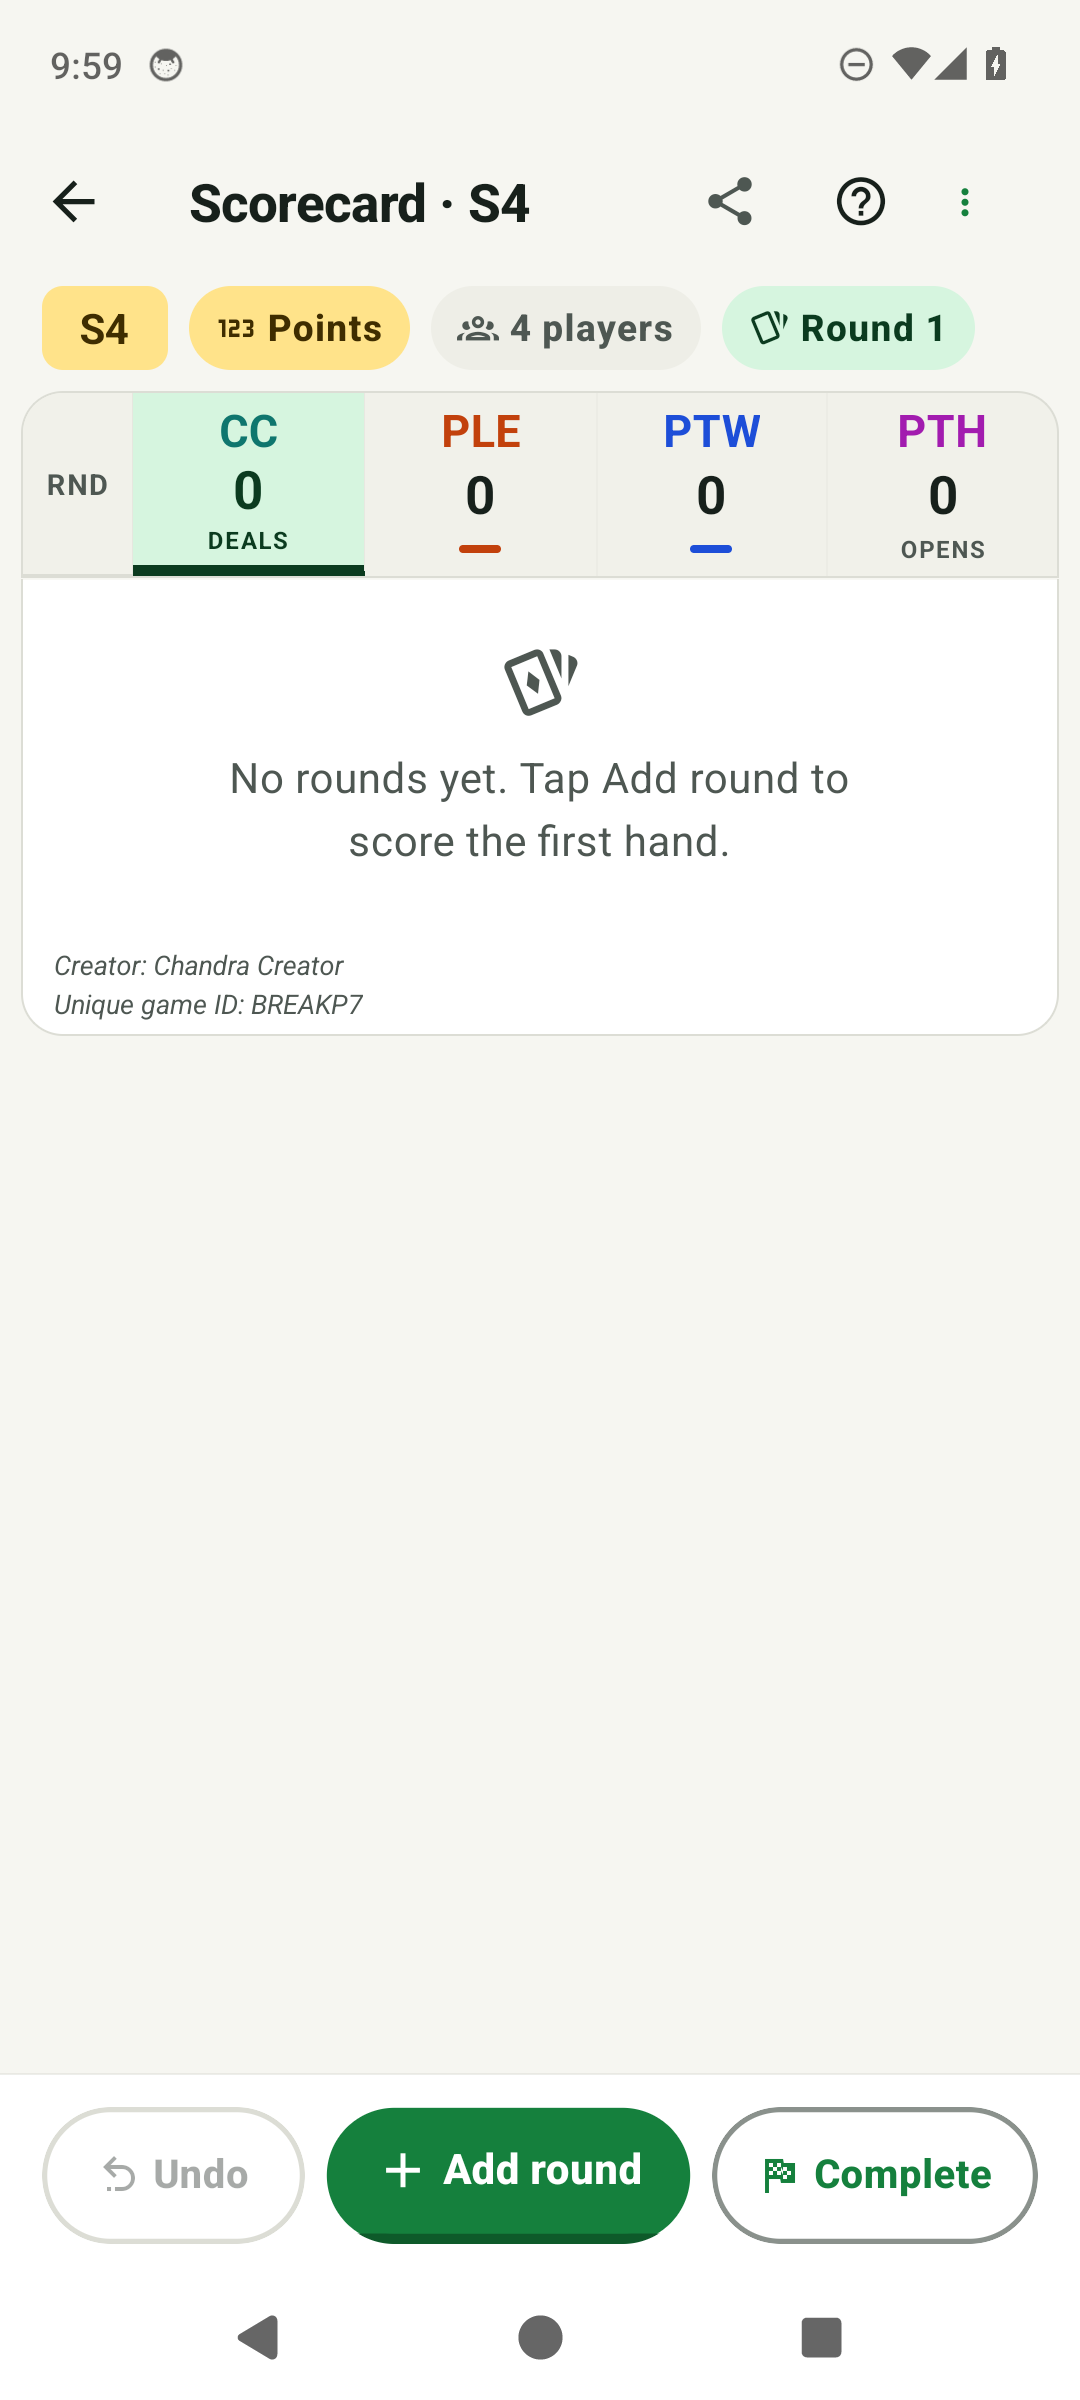 9:59
Scorecard · S4
S4
123 Points
4 players
Round 1
RND
CC
0
DEALS
PLE
0
PTW
0
PTH
0
OPENS
No rounds yet. Tap Add round to
score the first hand.
Creator: Chandra Creator
Unique game ID: BREAKP7
Undo
Add round
Complete